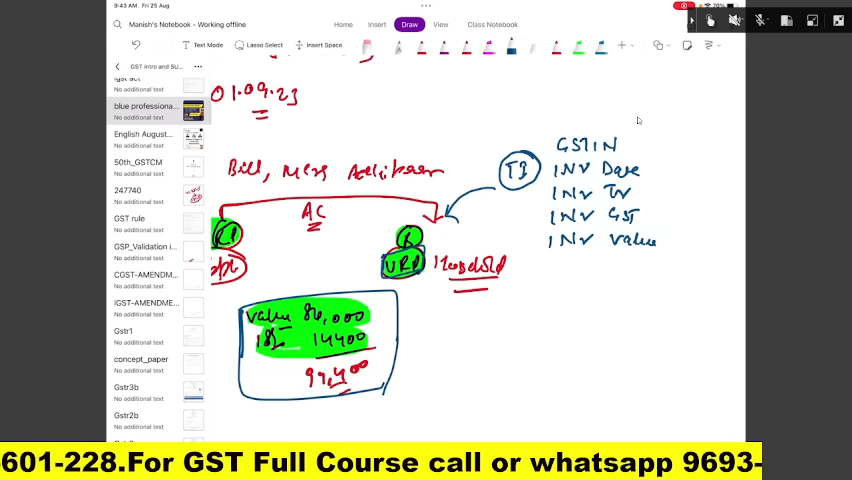 9:43 AM Fri 25 Aug
70%
Manish's Notebook - Working offline
Home Insert Draw View Class Notebook
Text Mode Lasso Select Insert Space
GST intro and SU...
igst act
No additional text
blue professiona...
No additional text
English August...
No additional text
50th_GSTCM
No additional text
247740
No additional text
GST rule
No additional text
GSP_Validation i...
No additional text
CGST-AMENDM...
No additional text
IGST-AMENDME...
No additional text
Gstr1
No additional text
concept_paper
No additional text
Gstr3b
No additional text
Gstr2b
01.09.23
Bill,
AC
R
URP Household
value 80,000
18% 14400
94,400
T3
GSTIN
INV Date
INV TV
INV GST
INV value
-601-228.For GST Full Course call or whatsapp 9693-